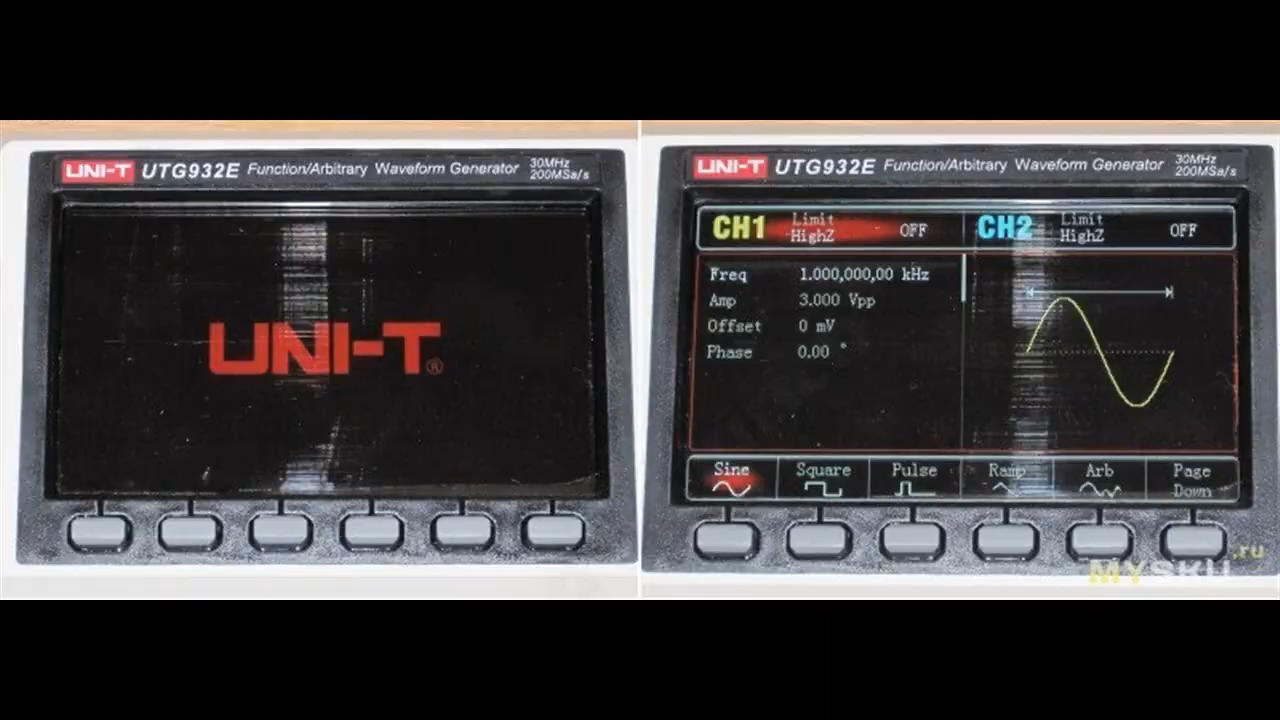 UNI-T UTG932E Function/Arbitrary Waveform Generator 30MHz 200MSa/s
UNI-T®
UNI-T UTG932E Function/Arbitrary Waveform Generator 30MHz 200MSa/s
CH1 Limit HighZ OFF CH2 Limit HighZ OFF
Freq 1.000,000,00 kHz
Amp 3.000 Vpp
Offset 0 mV
Phase 0.00 °
Sine Square Pulse Ramp Arb Page Down
MYSKU.ru